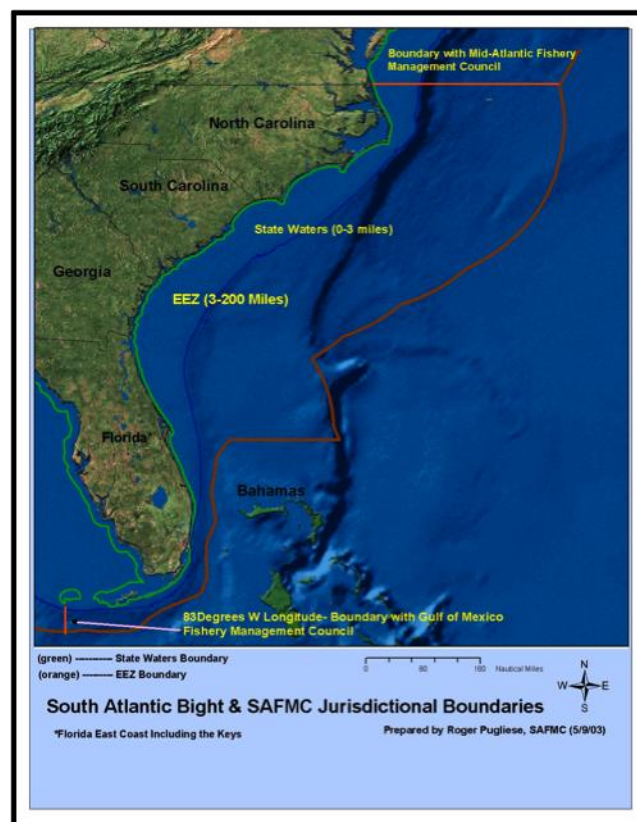 Boundary with Mid-Atlantic Fishery
Management Council
North Carolina
South Carolina
State Waters (0-3 miles)
Georgia
EEZ (3-200 Miles)
Florida*
Bahamas
83Degrees W Longitude- Boundary with Gulf of Mexico
Fishery Management Council
(green) ----------- State Waters Boundary
(orange) --------- EEZ Boundary
0 80 160 Nautical Miles
N
W E
S
South Atlantic Bight & SAFMC Jurisdictional Boundaries
*Florida East Coast Including the Keys
Prepared by Roger Pugliese, SAFMC (5/9/03)